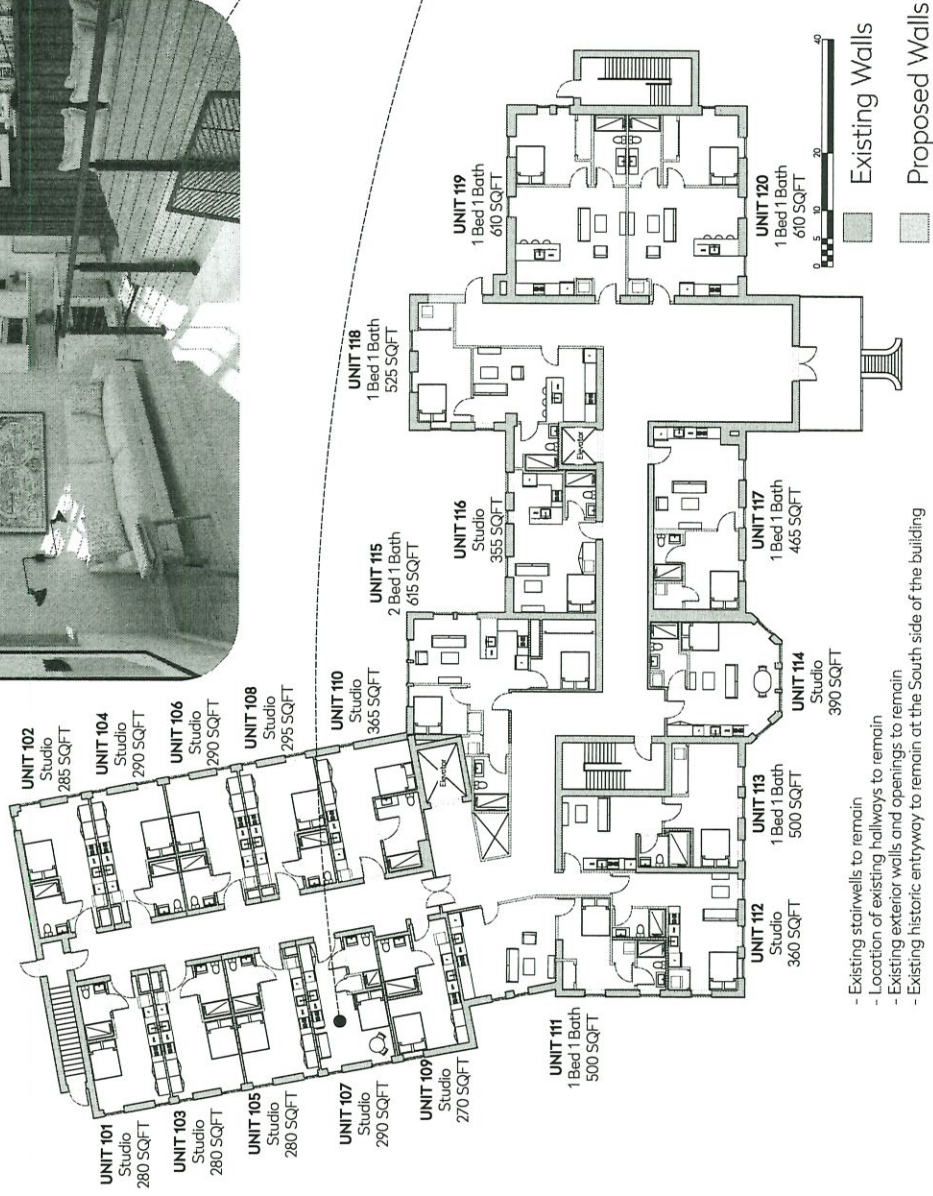 UNIT 102
Studio
285 SQFT
UNIT 104
Studio
290 SQFT
UNIT 106
Studio
290 SQFT
UNIT 108
Studio
295 SQFT
UNIT 110
Studio
365 SQFT
UNIT 115
2 Bed 1 Bath
615 SQFT
UNIT 116
Studio
355 SQFT
UNIT 118
1 Bed 1 Bath
525 SQFT
UNIT 119
1 Bed 1 Bath
610 SQFT
Elevator
Elevator
UNIT 101
Studio
280 SQFT
UNIT 103
Studio
280 SQFT
UNIT 105
Studio
280 SQFT
UNIT 107
Studio
290 SQFT
UNIT 109
Studio
270 SQFT
UNIT 111
1 Bed 1 Bath
500 SQFT
UNIT 112
Studio
360 SQFT
UNIT 113
1 Bed 1 Bath
500 SQFT
UNIT 114
Studio
390 SQFT
UNIT 117
1 Bed 1 Bath
465 SQFT
UNIT 120
1 Bed 1 Bath
610 SQFT
0 5 10 20 40
Existing Walls
Proposed Walls
- Existing stairwells to remain
- Location of existing hallways to remain
- Existing exterior walls and openings to remain
- Existing historic entryway to remain at the South side of the building